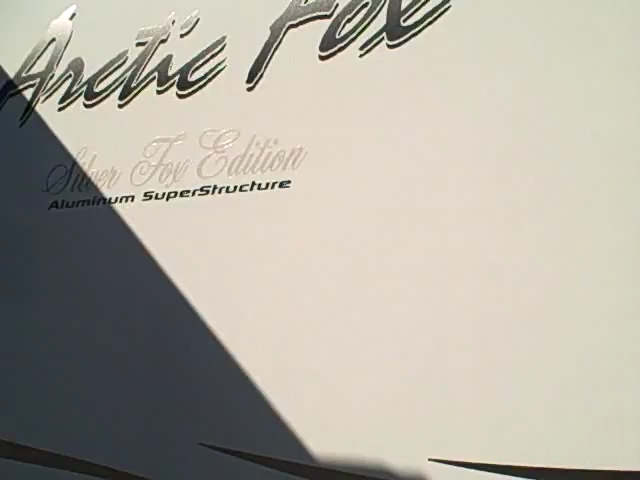 Arctic Fox
Silver Fox Edition
Aluminum SuperStructure